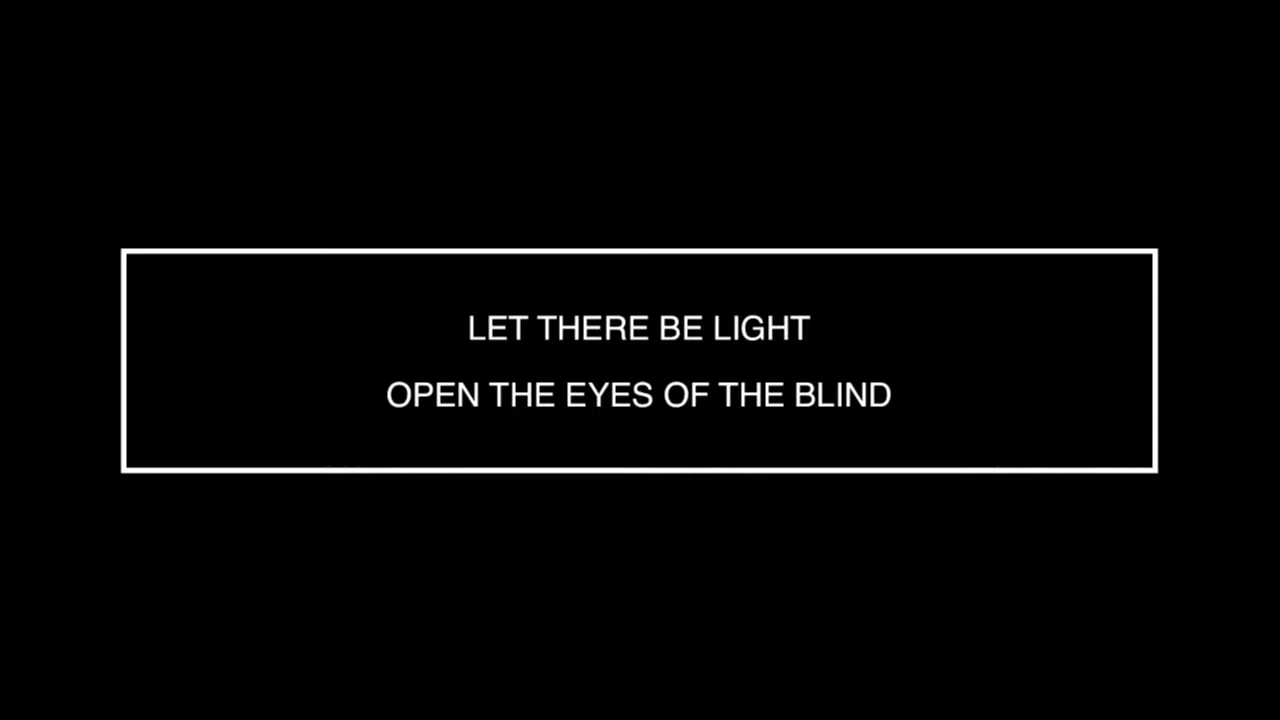 LET THERE BE LIGHT
OPEN THE EYES OF THE BLIND